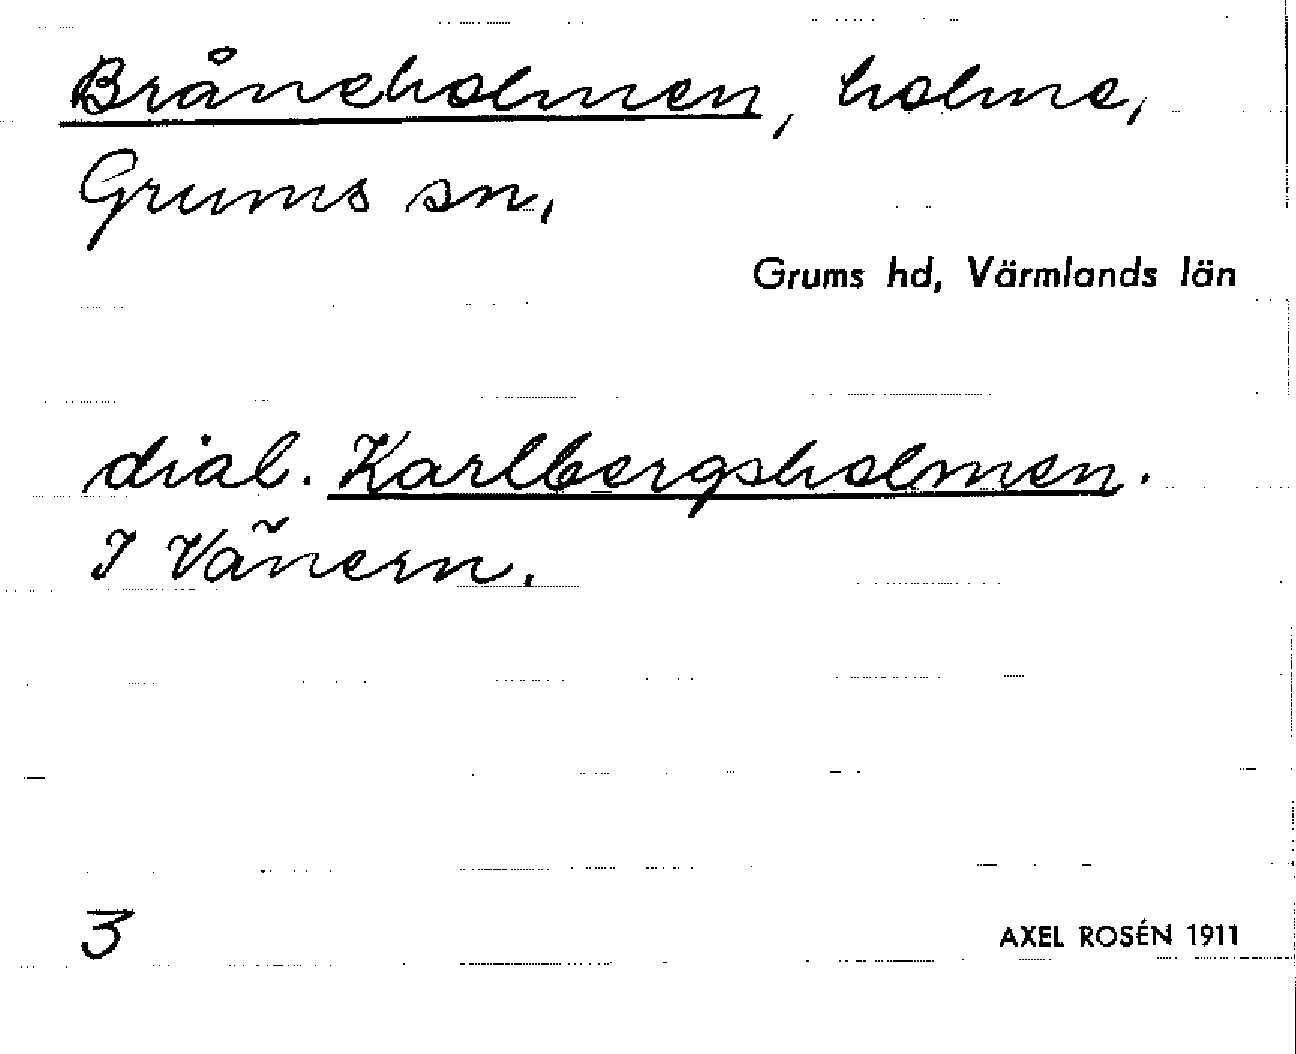 Bråneholmen, holme,
Grums sn,
Grums hd, Värmlands län
dial. Karlbergsholmen.
I Vänern.
3
AXEL ROSÉN 1911